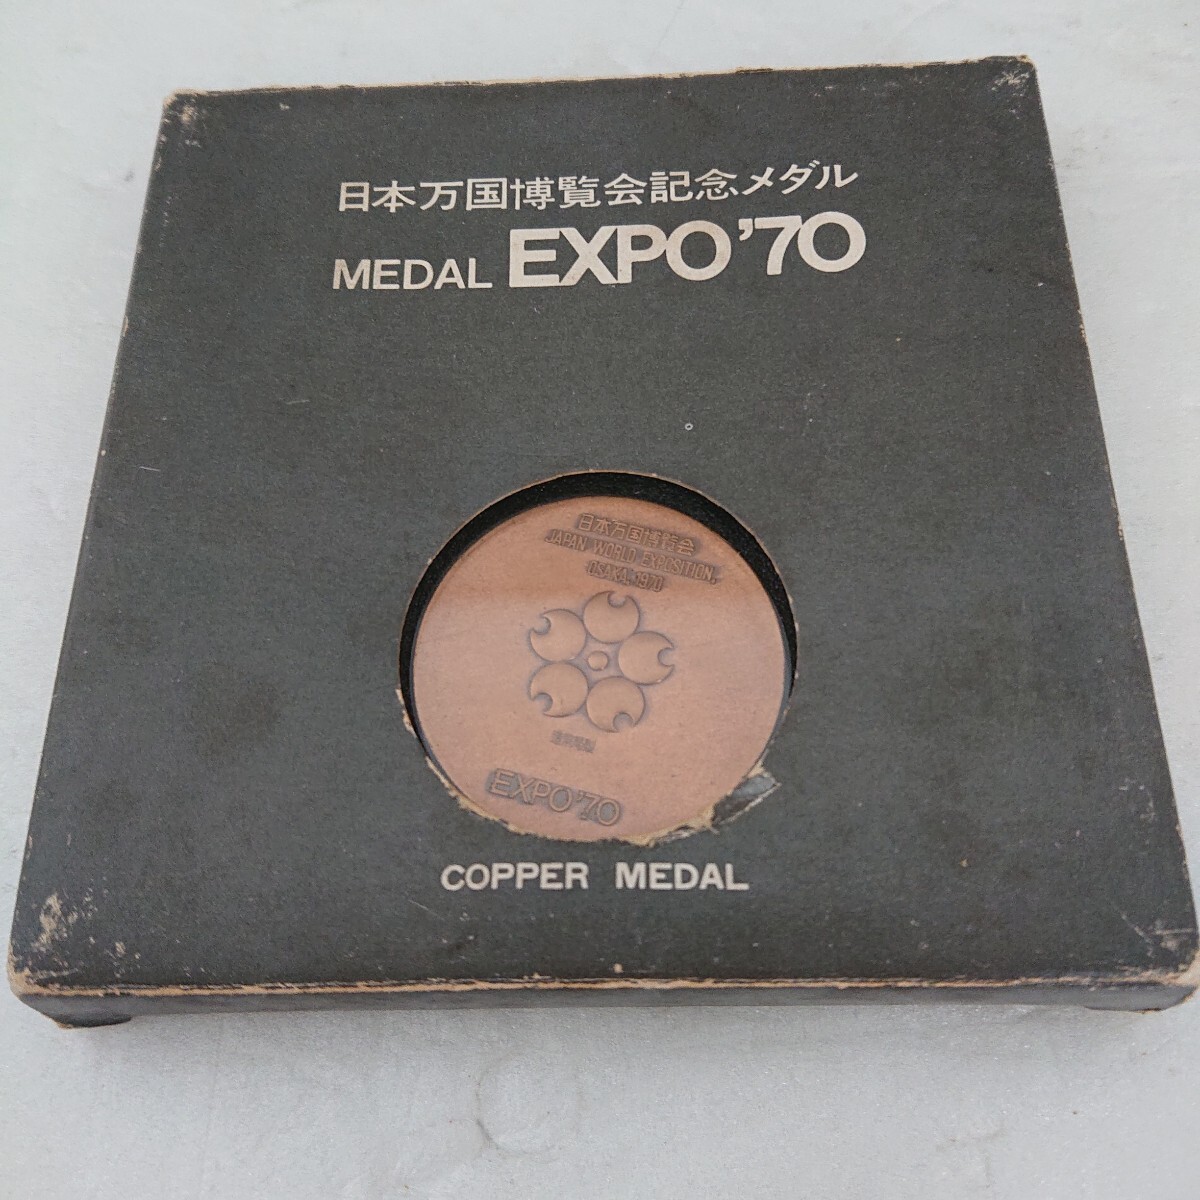 日本万国博覧会記念メダル
MEDAL EXPO'70
日本万国博覧会
JAPAN WORLD EXPOSITION,
OSAKA, 1970
EXPO'70
COPPER MEDAL